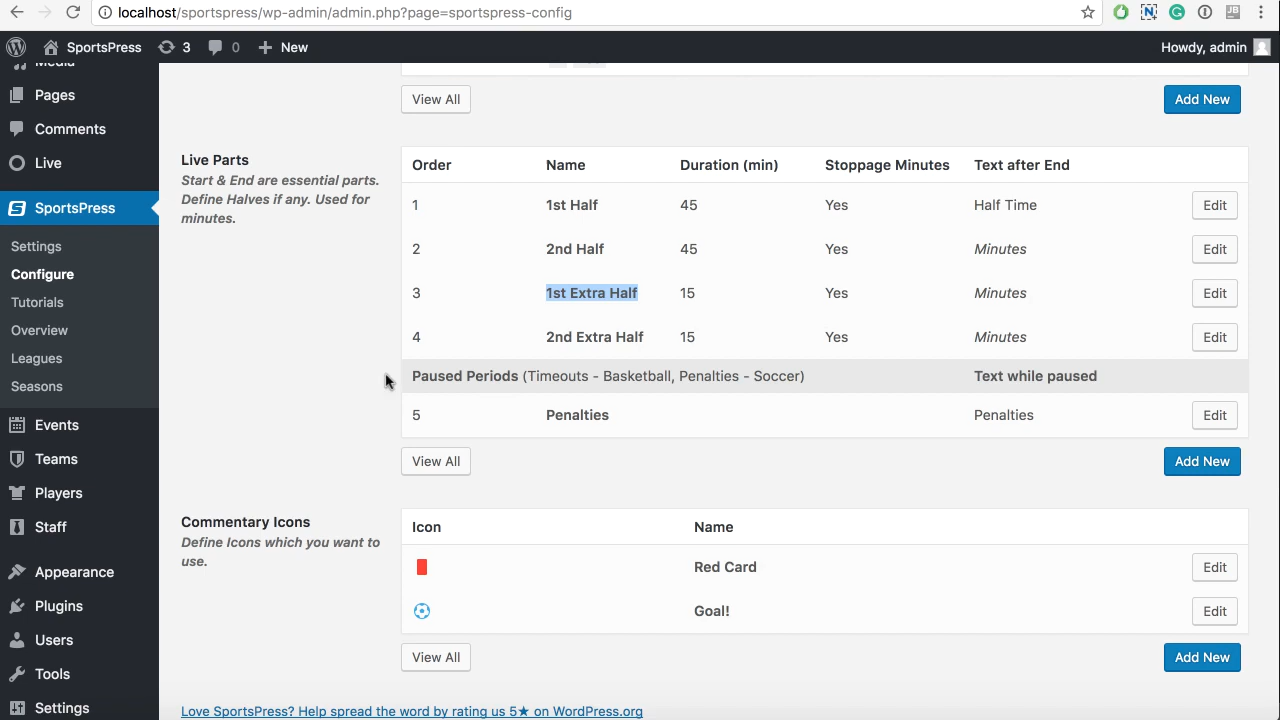 localhost/sportspress/wp-admin/admin.php?page=sportspress-config
SportsPress 3 0 New Howdy, admin
Media
Pages
Comments
Live
SportsPress
Settings
Configure
Tutorials
Overview
Leagues
Seasons
Events
Teams
Players
Staff
Appearance
Plugins
Users
Tools
Settings
View All Add New
Live Parts
Start & End are essential parts.
Define Halves if any. Used for
minutes.
Order Name Duration (min) Stoppage Minutes Text after End
1 1st Half 45 Yes Half Time Edit
2 2nd Half 45 Yes Minutes Edit
3 1st Extra Half 15 Yes Minutes Edit
4 2nd Extra Half 15 Yes Minutes Edit
Paused Periods (Timeouts - Basketball, Penalties - Soccer) Text while paused
5 Penalties Penalties Edit
View All Add New
Commentary Icons
Define Icons which you want to
use.
Icon Name
Red Card Edit
Goal! Edit
View All Add New
Love SportsPress? Help spread the word by rating us 5★ on WordPress.org